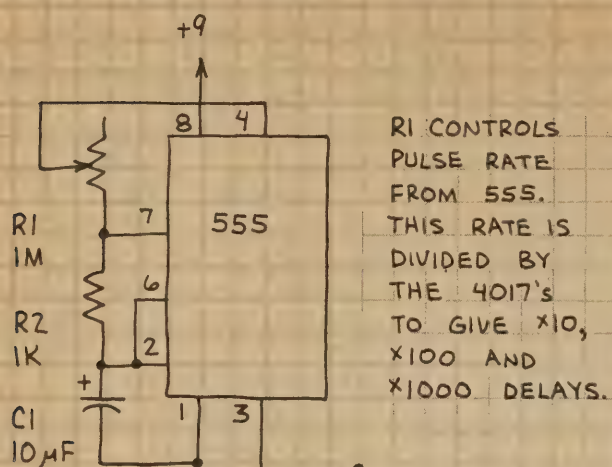 +9
8 4
R1
1M
7
555
6
R2
1K
2
+
C1
10µF
1 3
R1 CONTROLS
PULSE RATE
FROM 555.
THIS RATE IS
DIVIDED BY
THE 4017's
TO GIVE ×10,
×100 AND
×1000 DELAYS.